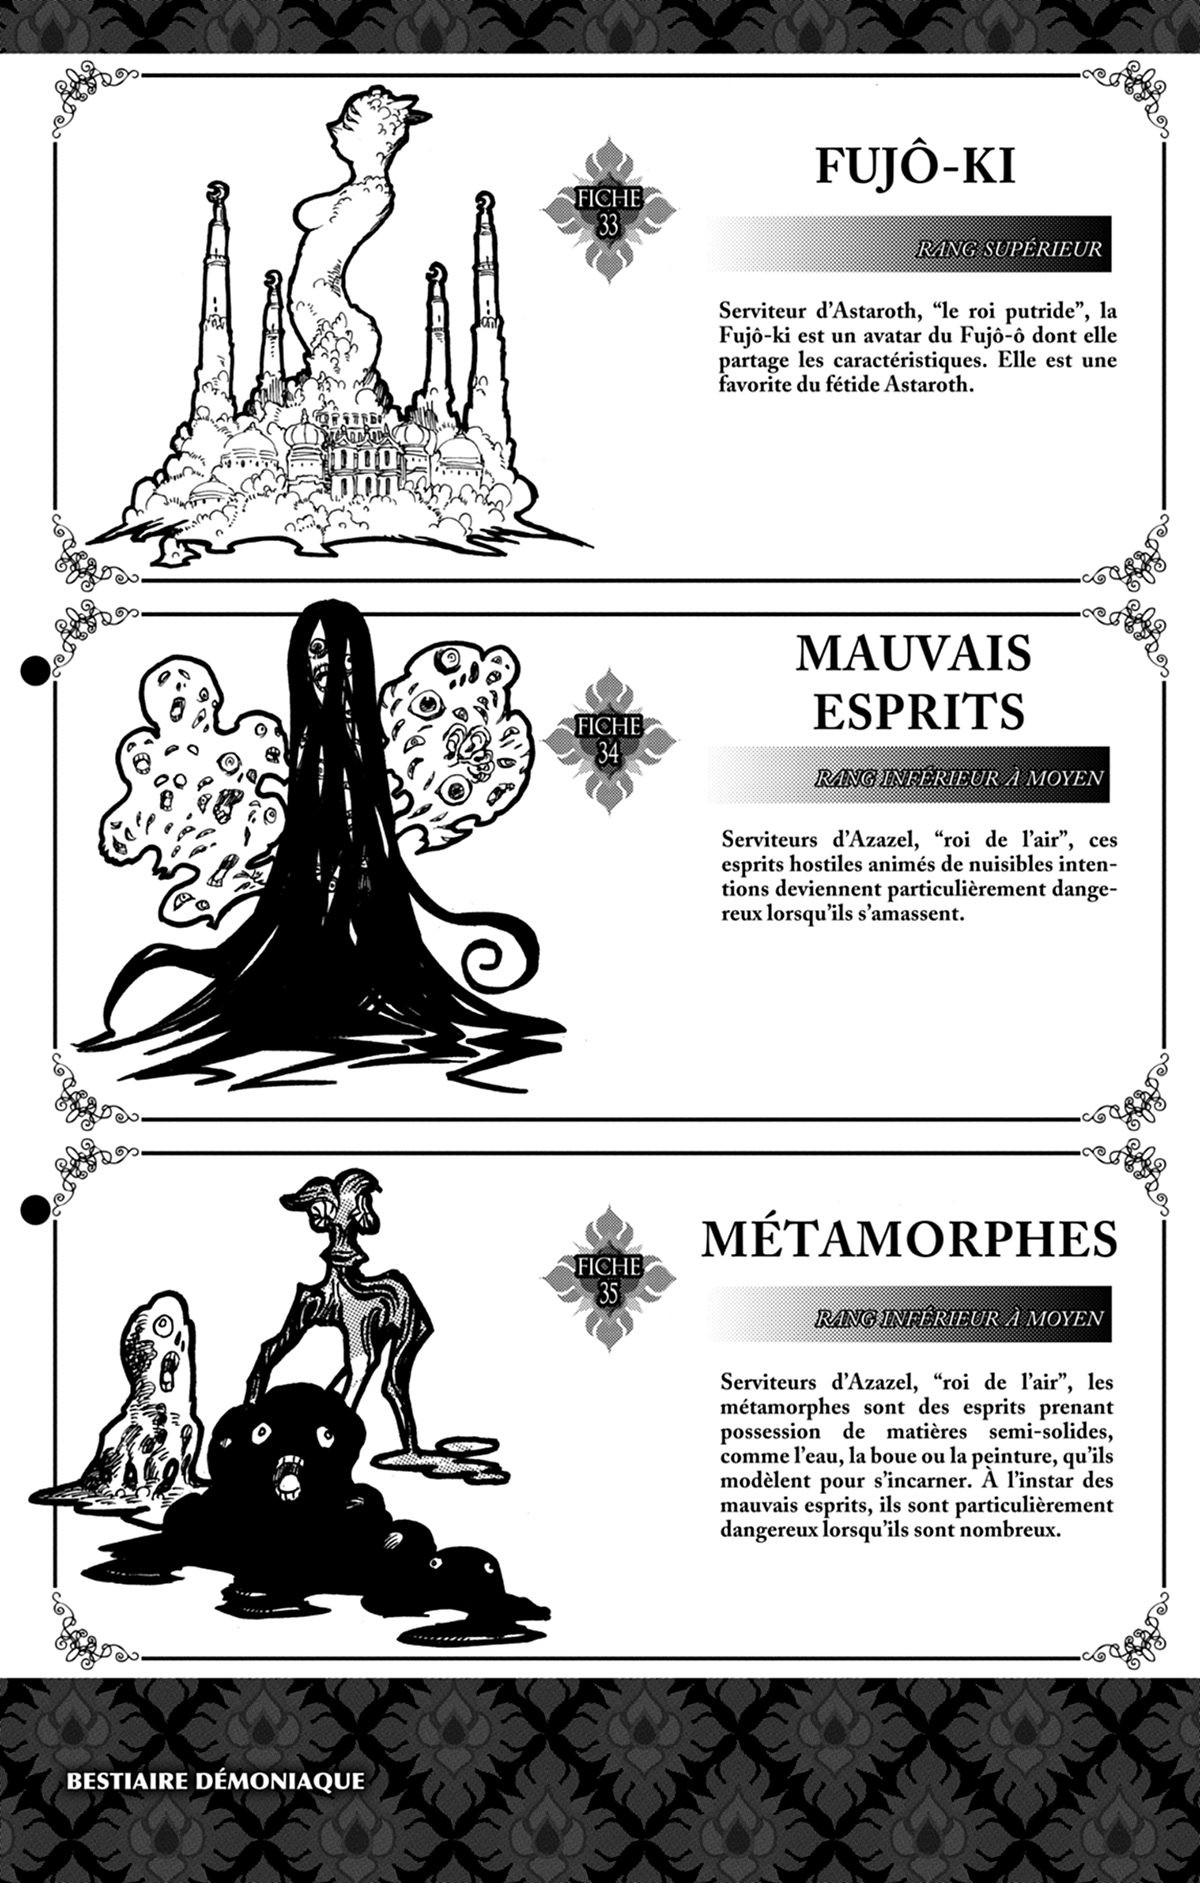 FUJÔ-KI
FICHE
33
RANG SUPÉRIEUR
Serviteur d'Astaroth, “le roi putride”, la
Fujô-ki est un avatar du Fujô-ô dont elle
partage les caractéristiques. Elle est une
favorite du fétide Astaroth.
MAUVAIS
ESPRITS
FICHE
34
RANG INFÉRIEUR À MOYEN
Serviteurs d'Azazel, “roi de l'air”, ces
esprits hostiles animés de nuisibles inten-
tions deviennent particulièrement dange-
reux lorsqu'ils s'amassent.
MÉTAMORPHES
FICHE
35
RANG INFÉRIEUR À MOYEN
Serviteurs d'Azazel, “roi de l'air”, les
métamorphes sont des esprits prenant
possession de matières semi-solides,
comme l'eau, la boue ou la peinture, qu'ils
modèlent pour s'incarner. À l'instar des
mauvais esprits, ils sont particulièrement
dangereux lorsqu'ils sont nombreux.
BESTIAIRE DÉMONIAQUE